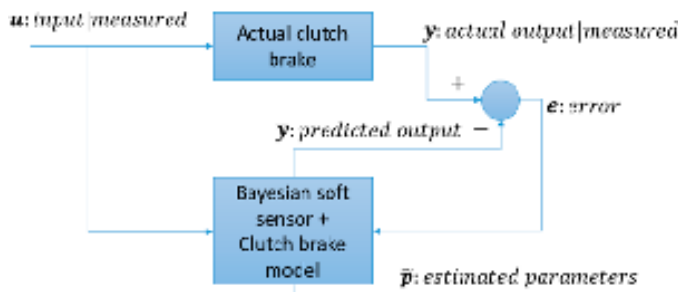 u: input|measured
Actual clutch
brake
y: actual output|measured
+
e: error
y: predicted output −
Bayesian soft
sensor +
Clutch brake
model
p̄: estimated parameters